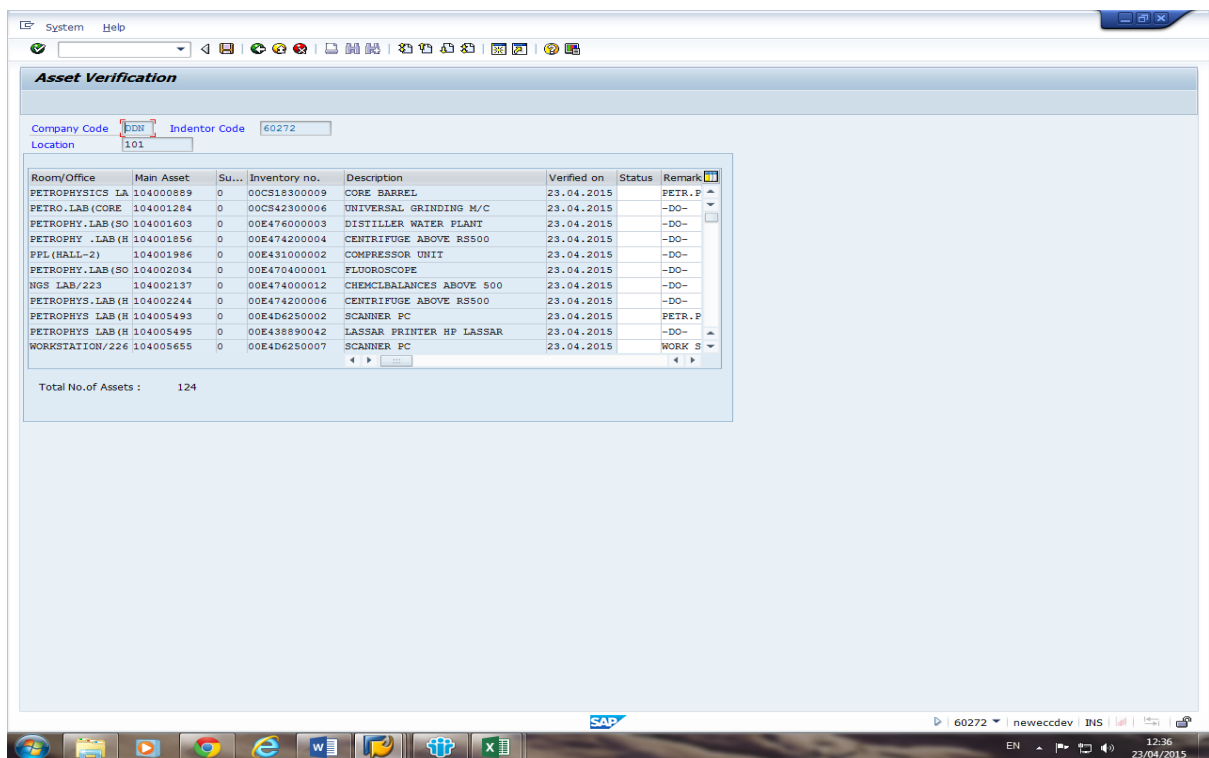 System Help
Asset Verification
Company Code DDN Indentor Code 60272
Location 101
Room/Office Main Asset Su... Inventory no. Description Verified on Status Remark
PETROPHYSICS LA 104000889 0 00CS18300009 CORE BARREL 23.04.2015 PETR.P
PETRO.LAB(CORE 104001284 0 00CS42300006 UNIVERSAL GRINDING M/C 23.04.2015 -DO-
PETROPHY.LAB(SO 104001603 0 00E476000003 DISTILLER WATER PLANT 23.04.2015 -DO-
PETROPHY .LAB(H 104001856 0 00E474200004 CENTRIFUGE ABOVE RS500 23.04.2015 -DO-
PPL(HALL-2) 104001986 0 00E431000002 COMPRESSOR UNIT 23.04.2015 -DO-
PETROPHY.LAB(SO 104002034 0 00E470400001 FLUOROSCOPE 23.04.2015 -DO-
NGS LAB/223 104002137 0 00E474000012 CHEMCLBALANCES ABOVE 500 23.04.2015 -DO-
PETROPHYS.LAB(H 104002244 0 00E474200006 CENTRIFUGE ABOVE RS500 23.04.2015 -DO-
PETROPHYS LAB(H 104005493 0 00E4D6250002 SCANNER PC 23.04.2015 PETR.P
PETROPHYS LAB(H 104005495 0 00E438890042 LASSAR PRINTER HP LASSAR 23.04.2015 -DO-
WORKSTATION/226 104005655 0 00E4D6250007 SCANNER PC 23.04.2015 WORK S
Total No.of Assets : 124
SAP 60272 neweccdev INS
EN 12:36
23/04/2015